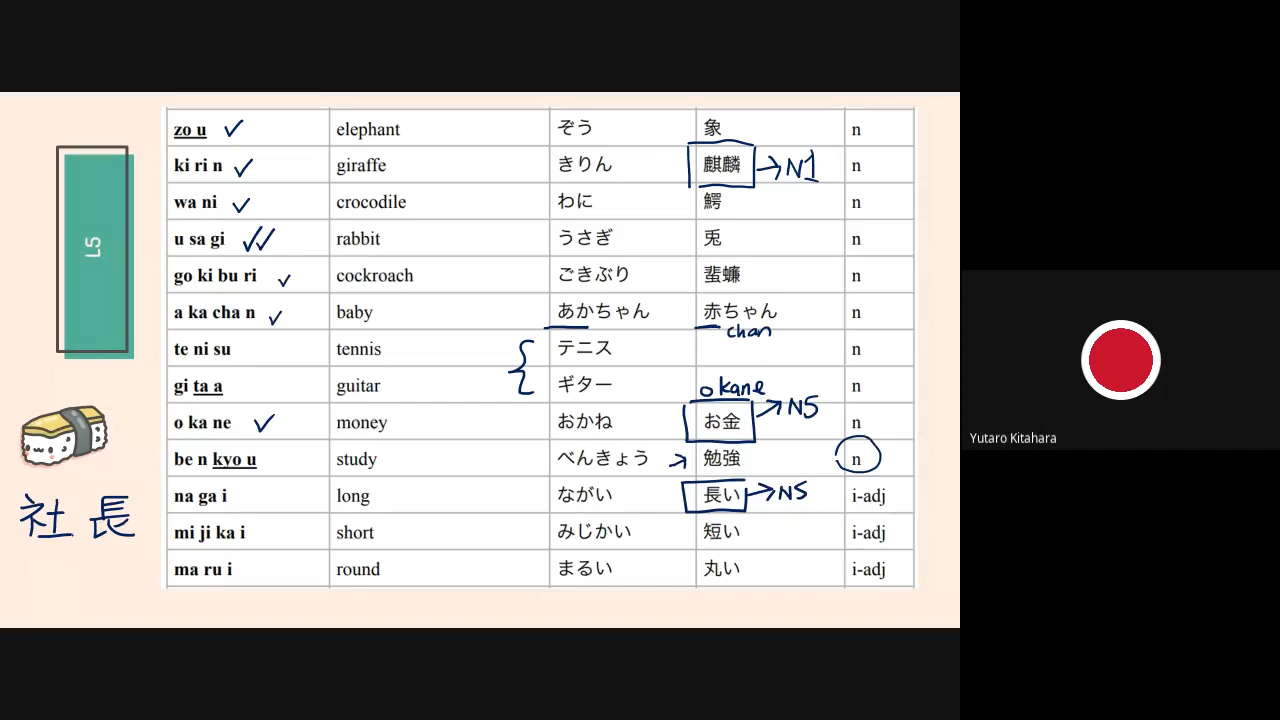 zo u ✓ elephant ぞう 象 n
ki ri n ✓ giraffe きりん 麒麟 →N1 n
wa ni ✓ crocodile わに 鰐 n
u sa gi ✓✓ rabbit うさぎ 兎 n
go ki bu ri ✓ cockroach ごきぶり 蜚蠊 n
a ka cha n ✓ baby あかちゃん 赤ちゃん n
chan
te ni su tennis テニス n
gi ta a guitar ギター n
okane
o ka ne ✓ money おかね お金 →N5 n
be n kyo u study べんきょう → 勉強 n
na ga i long ながい 長い →N5 i-adj
mi ji ka i short みじかい 短い i-adj
ma ru i round まるい 丸い i-adj
L5
社長
Yutaro Kitahara